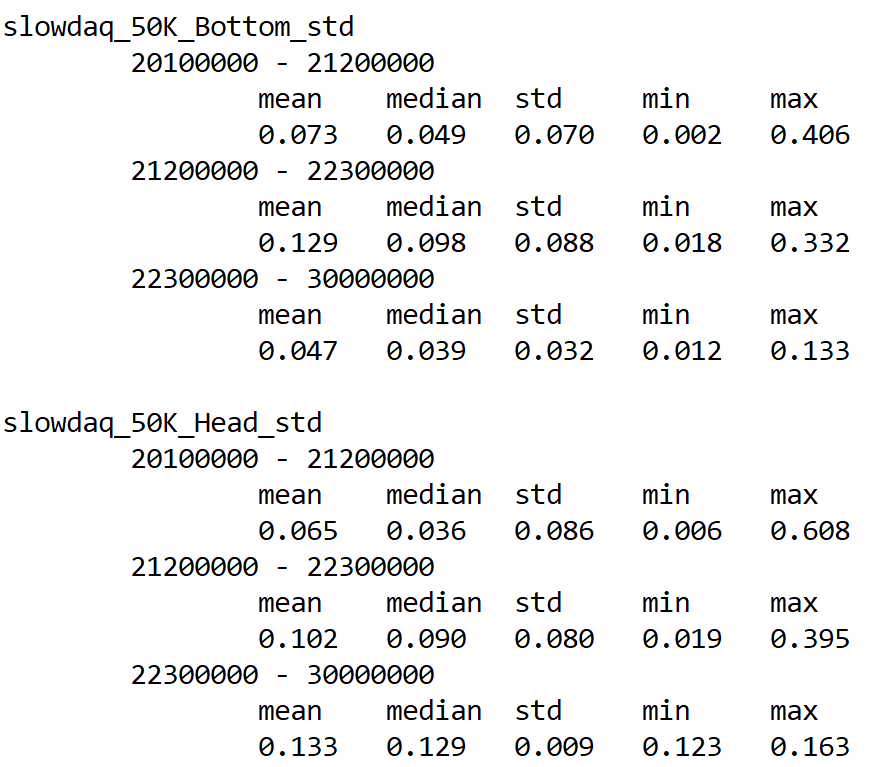 slowdaq_50K_Bottom_std
20100000 - 21200000
mean median std min max
0.073 0.049 0.070 0.002 0.406
21200000 - 22300000
mean median std min max
0.129 0.098 0.088 0.018 0.332
22300000 - 30000000
mean median std min max
0.047 0.039 0.032 0.012 0.133
slowdaq_50K_Head_std
20100000 - 21200000
mean median std min max
0.065 0.036 0.086 0.006 0.608
21200000 - 22300000
mean median std min max
0.102 0.090 0.080 0.019 0.395
22300000 - 30000000
mean median std min max
0.133 0.129 0.009 0.123 0.163